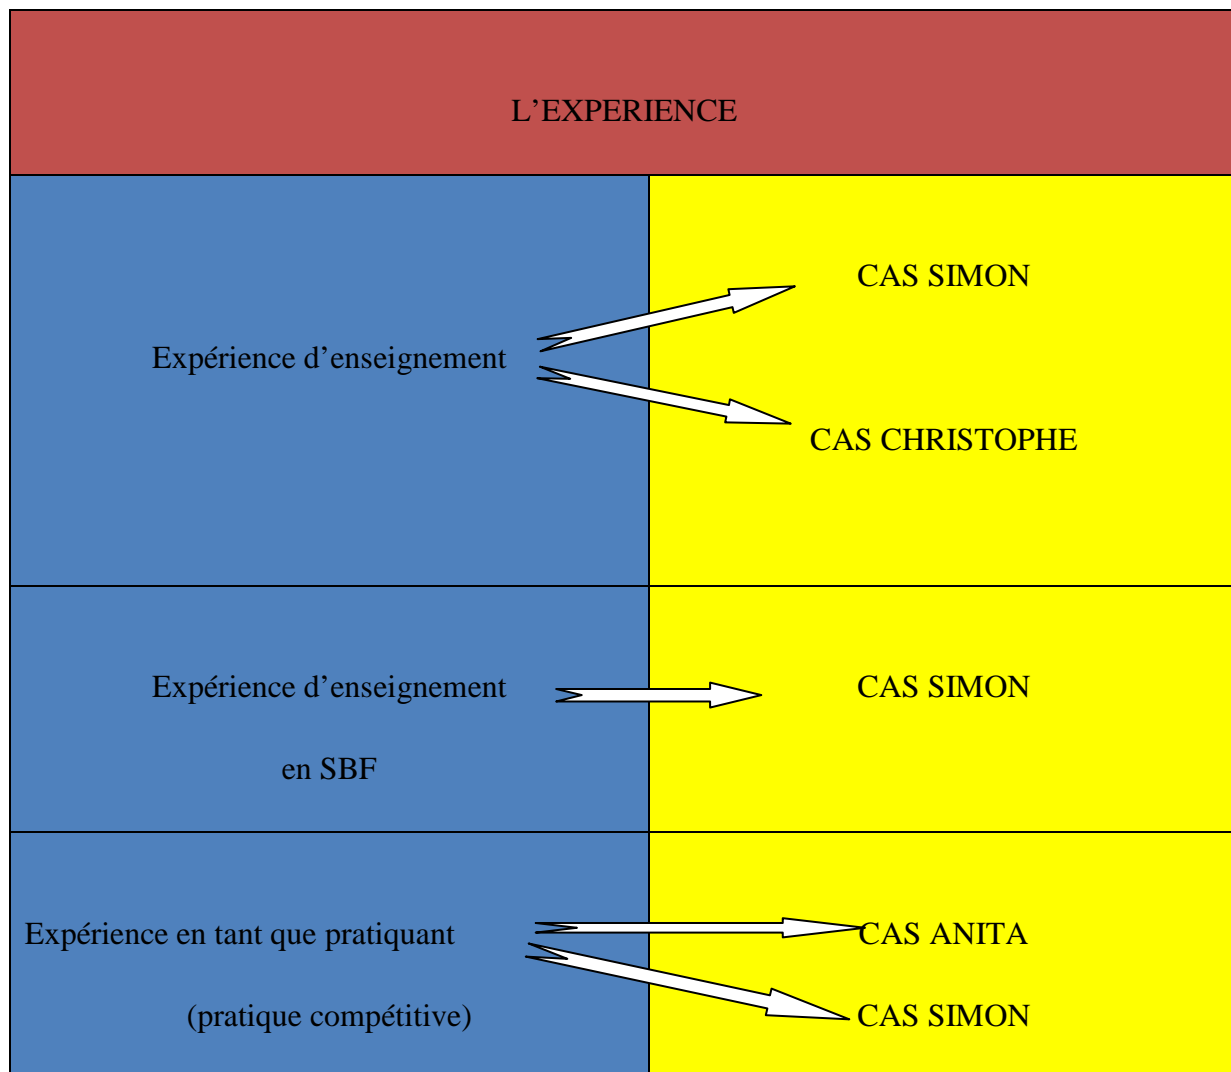 L’EXPERIENCE
CAS SIMON
Expérience d’enseignement
CAS CHRISTOPHE
Expérience d’enseignement
CAS SIMON
en SBF
Expérience en tant que pratiquant
CAS ANITA
(pratique compétitive)
CAS SIMON